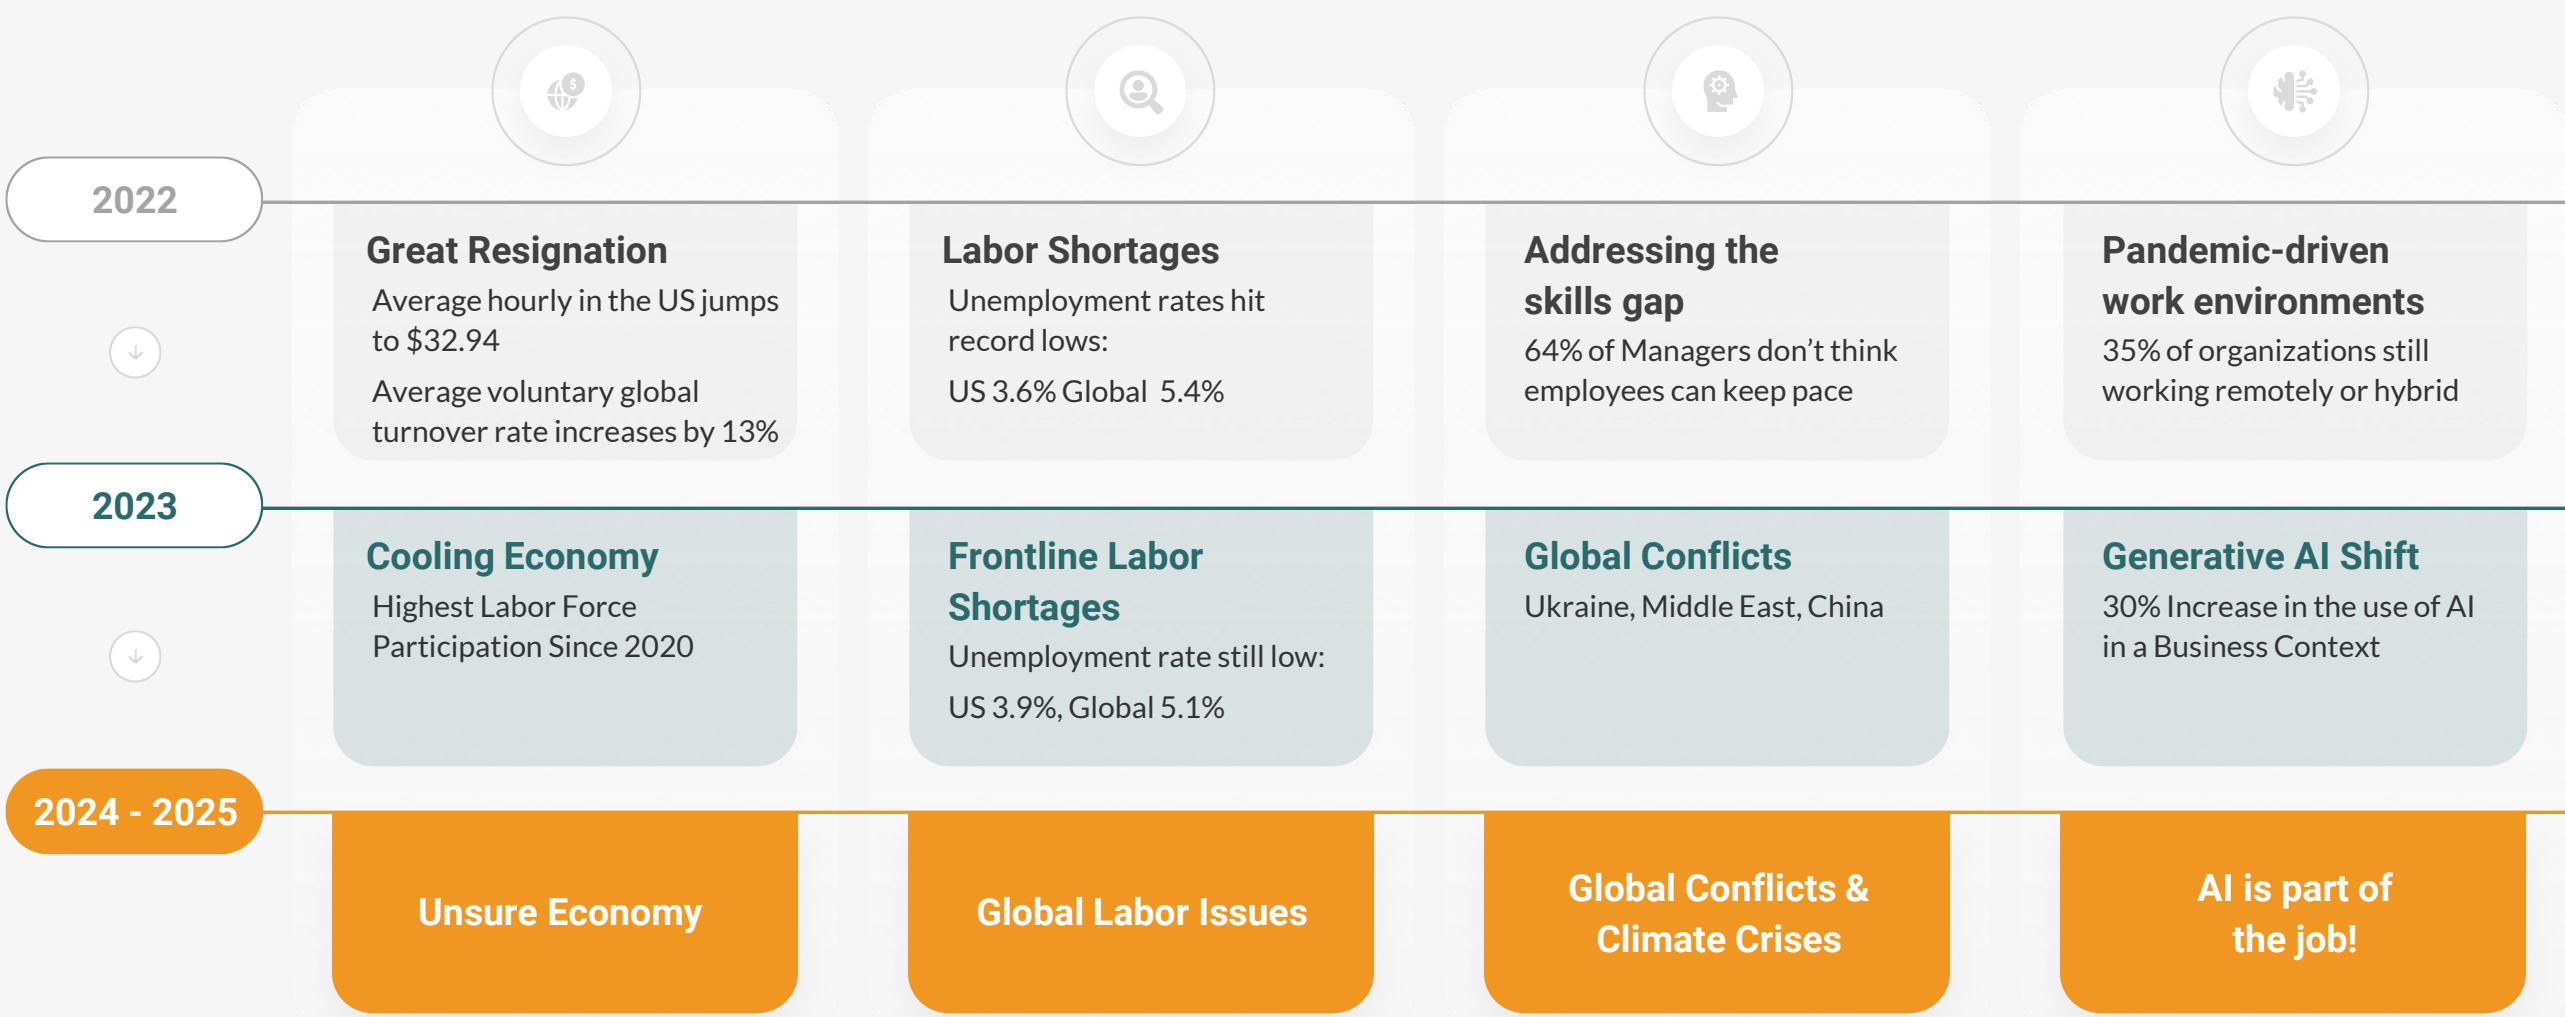 2022
Great Resignation
Average hourly in the US jumps
to $32.94
Average voluntary global
turnover rate increases by 13%
Labor Shortages
Unemployment rates hit
record lows:
US 3.6% Global  5.4%
Addressing the
skills gap
64% of Managers don’t think
employees can keep pace
Pandemic-driven
work environments
35% of organizations still
working remotely or hybrid
2023
Cooling Economy
Highest Labor Force
Participation Since 2020
Frontline Labor
Shortages
Unemployment rate still low:
US 3.9%, Global 5.1%
Global Conflicts
Ukraine, Middle East, China
Generative AI Shift
30% Increase in the use of AI
in a Business Context
2024 - 2025
Unsure Economy
Global Labor Issues
Global Conflicts &
Climate Crises
AI is part of
the job!